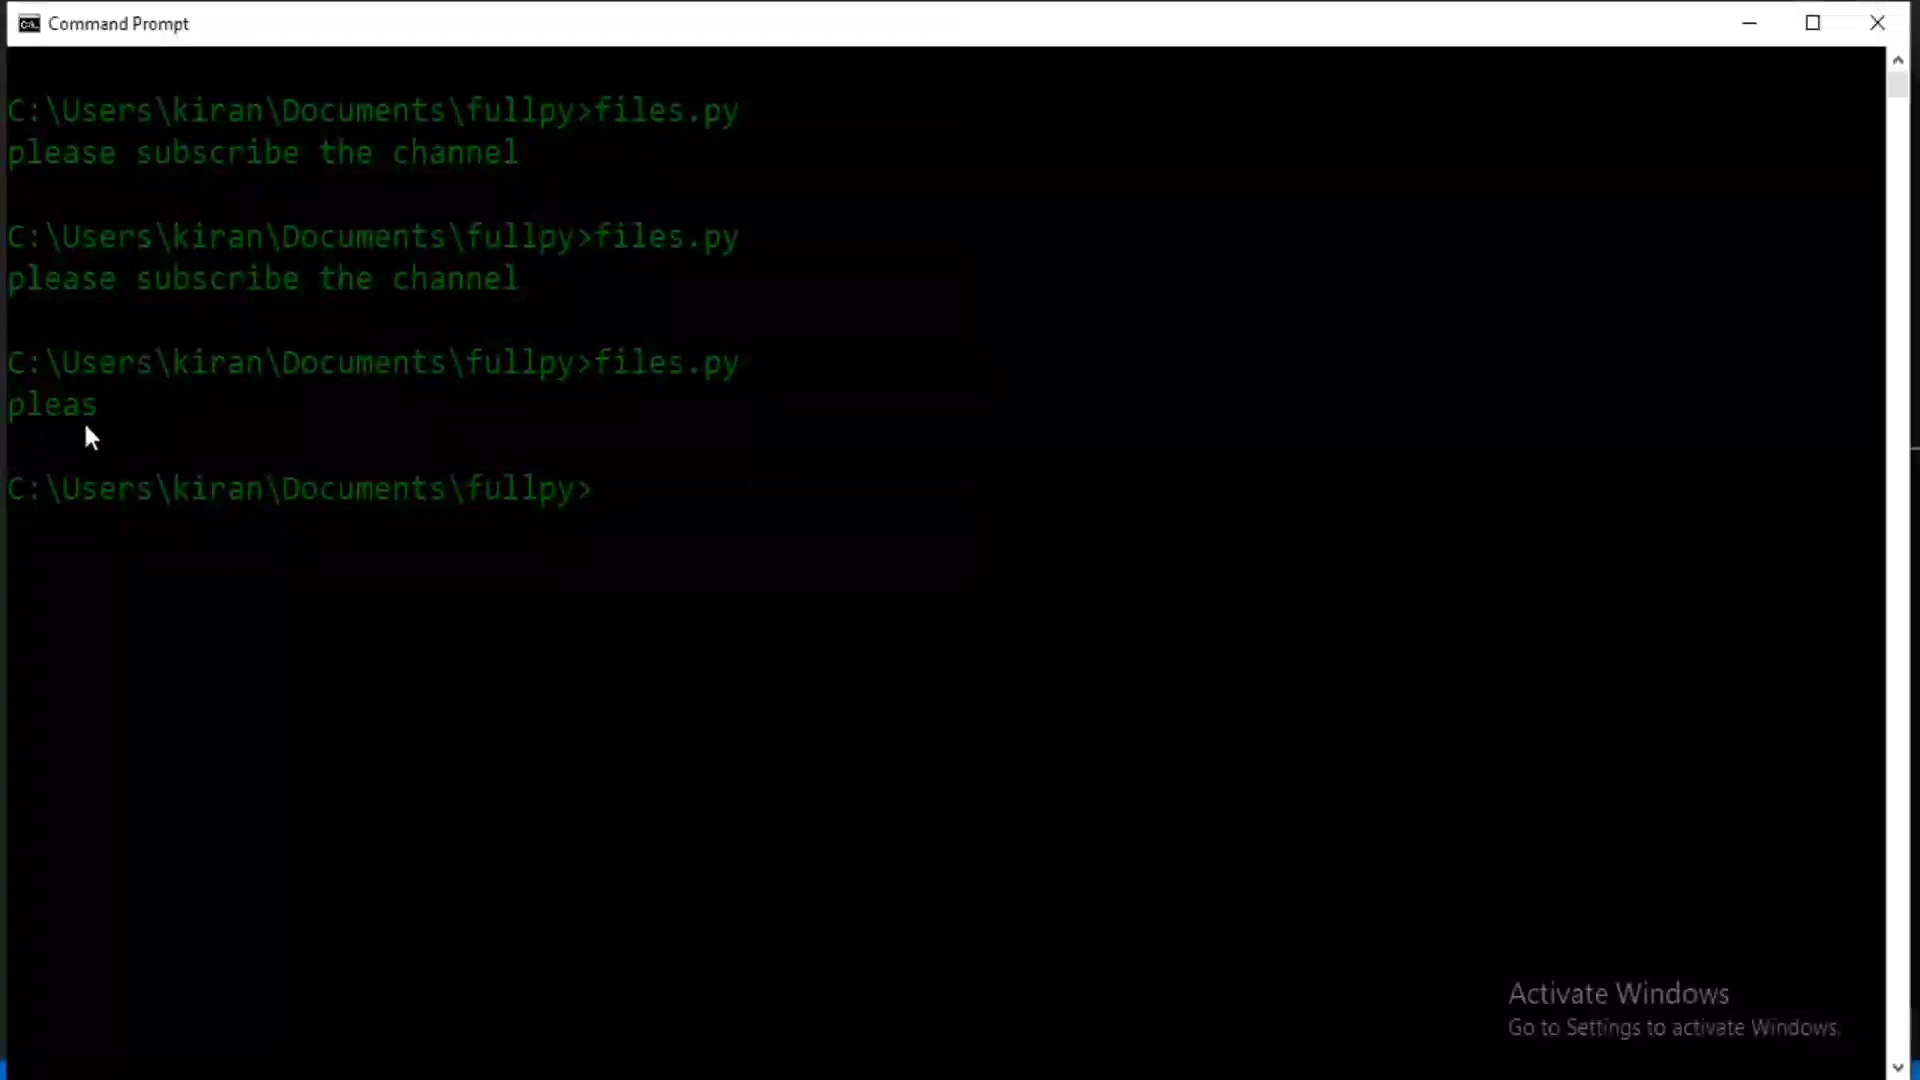 Command Prompt
C:\Users\kiran\Documents\fullpy>files.py
please subscribe the channel
C:\Users\kiran\Documents\fullpy>files.py
please subscribe the channel
C:\Users\kiran\Documents\fullpy>files.py
pleas
C:\Users\kiran\Documents\fullpy>
Activate Windows
Go to Settings to activate Windows.